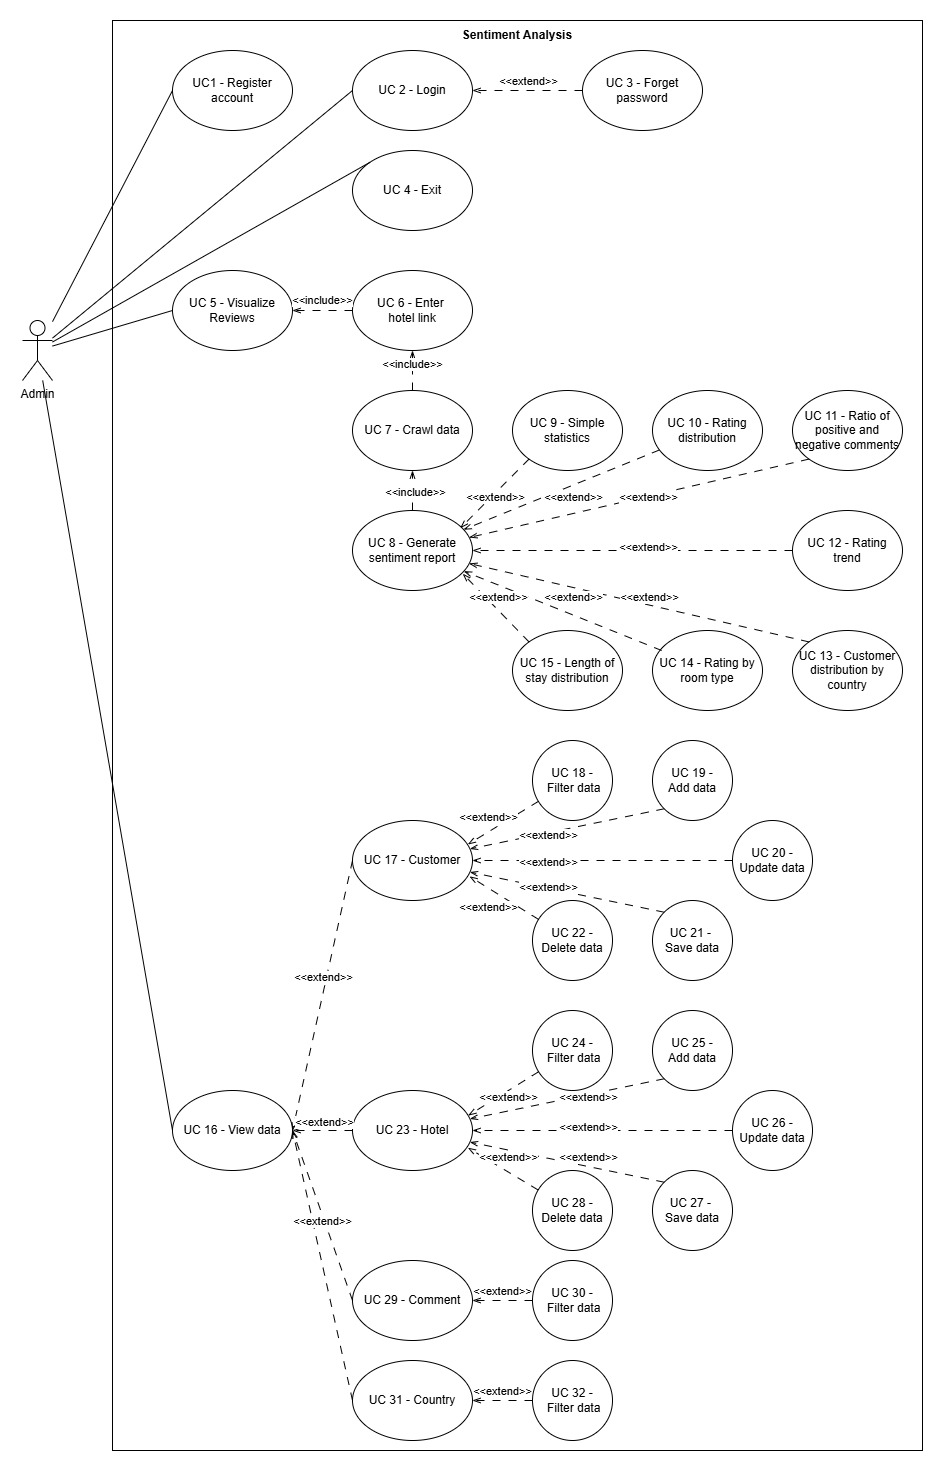 Sentiment Analysis
UC1 - Register
account
UC 2 - Login
<<extend>>
UC 3 - Forget
password
UC 4 - Exit
UC 5 - Visualize
Reviews
<<include>>
UC 6 - Enter
hotel link
Admin
<<include>>
UC 7 - Crawl data
UC 9 - Simple
statistics
UC 10 - Rating
distribution
UC 11 - Ratio of
positive and
negative comments
<<include>>
<<extend>>
<<extend>>
<<extend>>
UC 8 - Generate
sentiment report
<<extend>>
UC 12 - Rating
trend
<<extend>>
<<extend>>
<<extend>>
UC 15 - Length of
stay distribution
UC 14 - Rating by
room type
UC 13 - Customer
distribution by
country
UC 18 -
Filter data
UC 19 -
Add data
<<extend>>
<<extend>>
UC 17 - Customer
<<extend>>
UC 20 -
Update data
<<extend>>
<<extend>>
UC 22 -
Delete data
UC 21 -
Save data
<<extend>>
UC 24 -
Filter data
UC 25 -
Add data
<<extend>>
<<extend>>
UC 16 - View data
<<extend>>
UC 23 - Hotel
<<extend>>
UC 26 -
Update data
<<extend>>
<<extend>>
UC 28 -
Delete data
UC 27 -
Save data
<<extend>>
UC 29 - Comment
<<extend>>
UC 30 -
Filter data
UC 31 - Country
<<extend>>
UC 32 -
Filter data